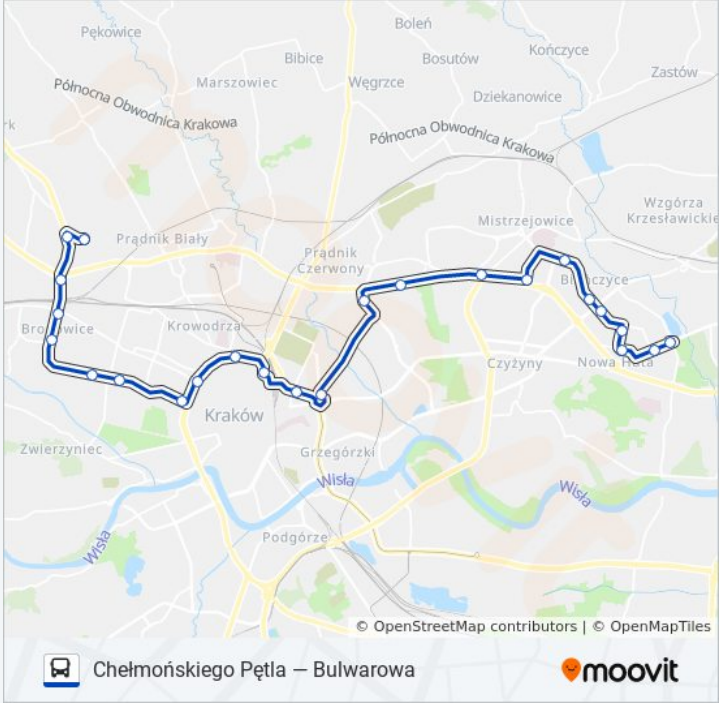 Pękowice
Boleń
Bibice
Bosutów
Kończyce
Marszowiec
Węgrzce
Zastów
Dziekanowice
Północna Obwodnica Krakowa
Północna Obwodnica Krakowa
rk
Wzgórza
Krzesławickie
Mistrzejowice
Prądnik Biały
Prądnik
Czerwony
Bieńczyce
Bronowice
Krowodrza
Czyżyny
Nowa Huta
Kraków
Zwierzyniec
Grzegórzki
Wisła
Wisła
Wisła
Podgórze
© OpenStreetMap contributors | © OpenMapTiles
Chełmońskiego Pętla — Bulwarowa
moovit